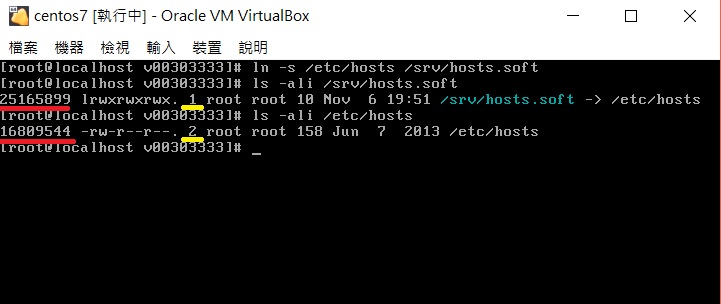 centos7 [執行中] - Oracle VM VirtualBox
檔案 機器 檢視 輸入 裝置 說明
[root@localhost v00303333]# ln -s /etc/hosts /srv/hosts.soft
[root@localhost v00303333]# ls -ali /srv/hosts.soft
25165899 lrwxrwxrwx. 1 root root 10 Nov  6 19:51 /srv/hosts.soft -> /etc/hosts
[root@localhost v00303333]# ls -ali /etc/hosts
16809544 -rw-r--r--. 2 root root 158 Jun  7  2013 /etc/hosts
[root@localhost v00303333]# _